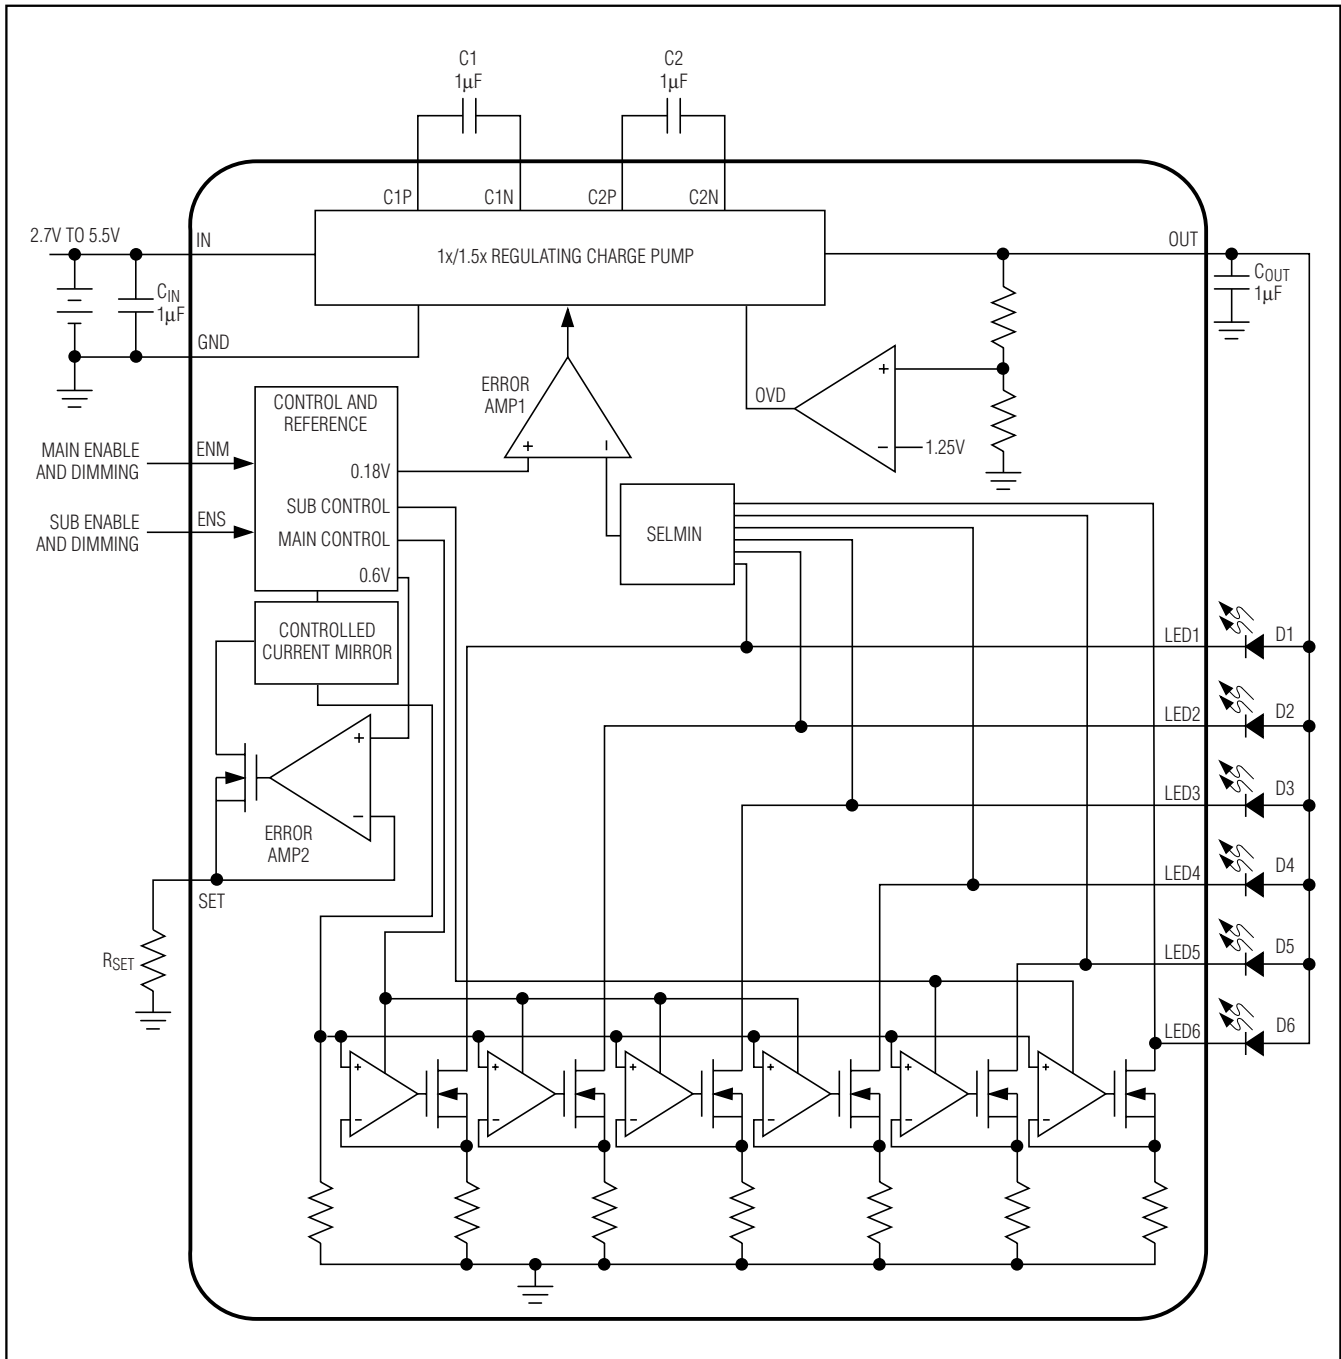 C1
1µF
C2
1µF
C1P
C1N
C2P
C2N
2.7V TO 5.5V
IN
1x/1.5x REGULATING CHARGE PUMP
OUT
CIN
1µF
COUT
1µF
GND
ERROR
AMP1
OVD
+
−
1.25V
CONTROL AND
REFERENCE
MAIN ENABLE
AND DIMMING
ENM
0.18V
+
−
SUB ENABLE
AND DIMMING
ENS
SUB CONTROL
MAIN CONTROL
0.6V
SELMIN
CONTROLLED
CURRENT MIRROR
LED1
D1
LED2
D2
LED3
D3
LED4
D4
LED5
D5
LED6
D6
+
−
ERROR
AMP2
SET
RSET
+
+
+
+
+
+
−
−
−
−
−
−